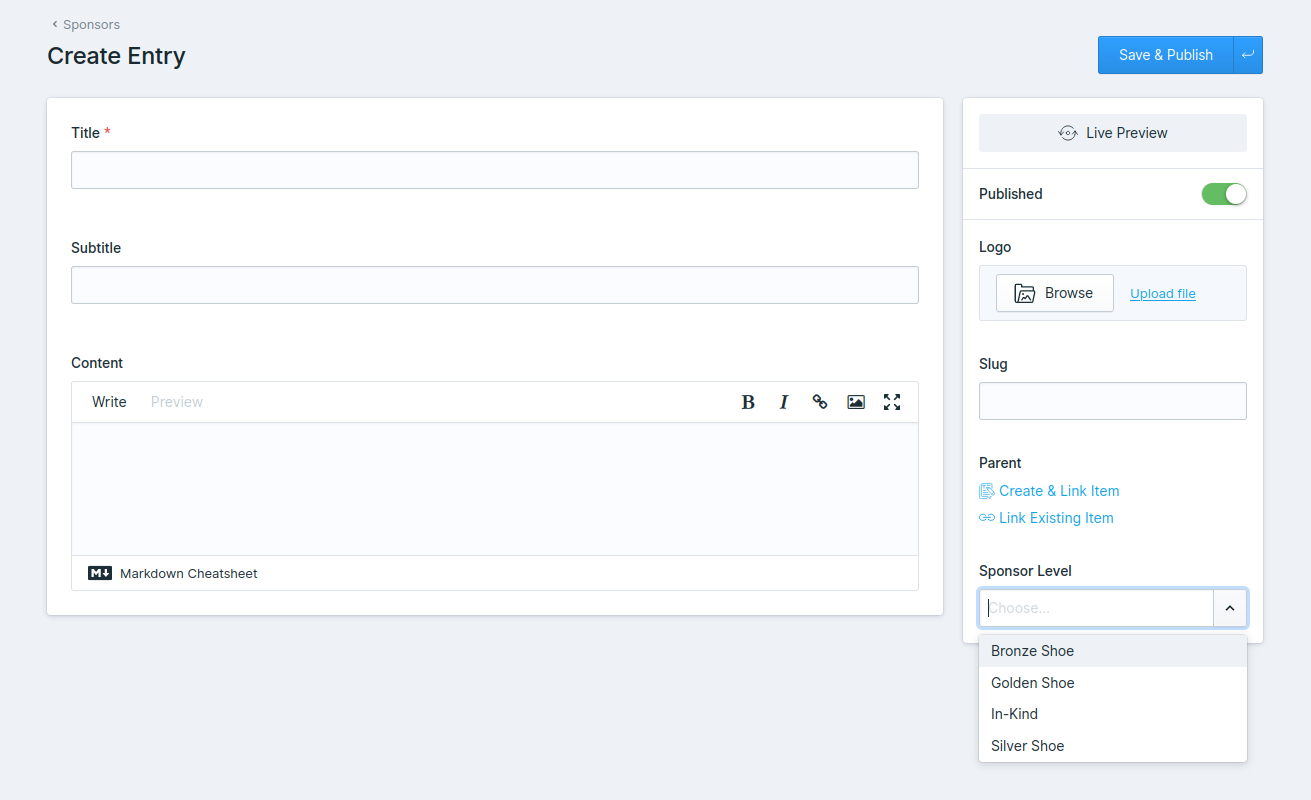 Sponsors
Create Entry
Save & Publish
Title *
Subtitle
Content
Write Preview B I
M Markdown Cheatsheet
Live Preview
Published
Logo
Browse Upload file
Slug
Parent
Create & Link Item
Link Existing Item
Sponsor Level
Choose...
Bronze Shoe
Golden Shoe
In-Kind
Silver Shoe